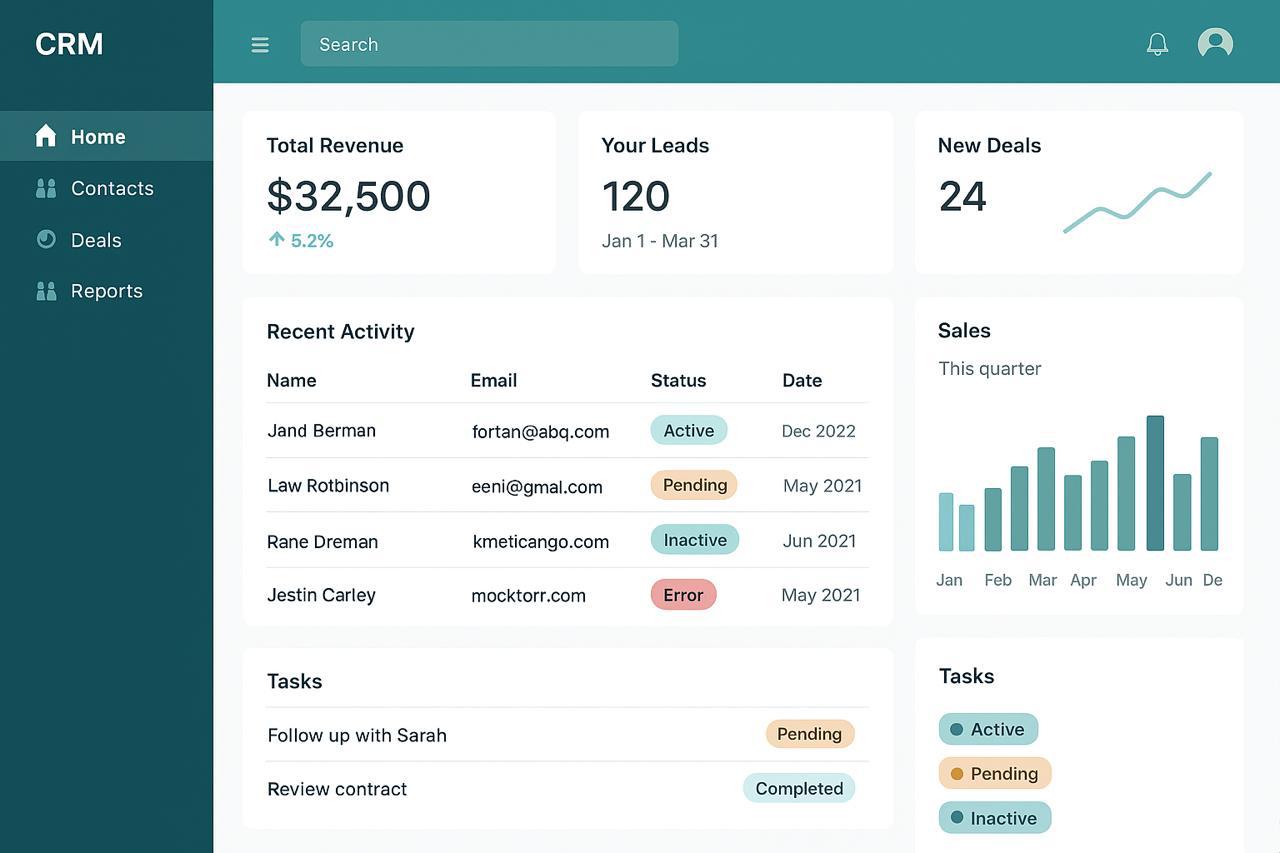 CRM
Search
Home
Contacts
Deals
Reports
Total Revenue
$32,500
5.2%
Your Leads
120
Jan 1 - Mar 31
New Deals
24
Recent Activity
Name Email Status Date
Jand Berman fortan@abq.com Active Dec 2022
Law Rotbinson eeni@gmal.com Pending May 2021
Rane Dreman kmeticango.com Inactive Jun 2021
Jestin Carley mocktorr.com Error May 2021
Sales
This quarter
Jan Feb Mar Apr May Jun De
Tasks
Follow up with Sarah Pending
Review contract Completed
Tasks
Active
Pending
Inactive